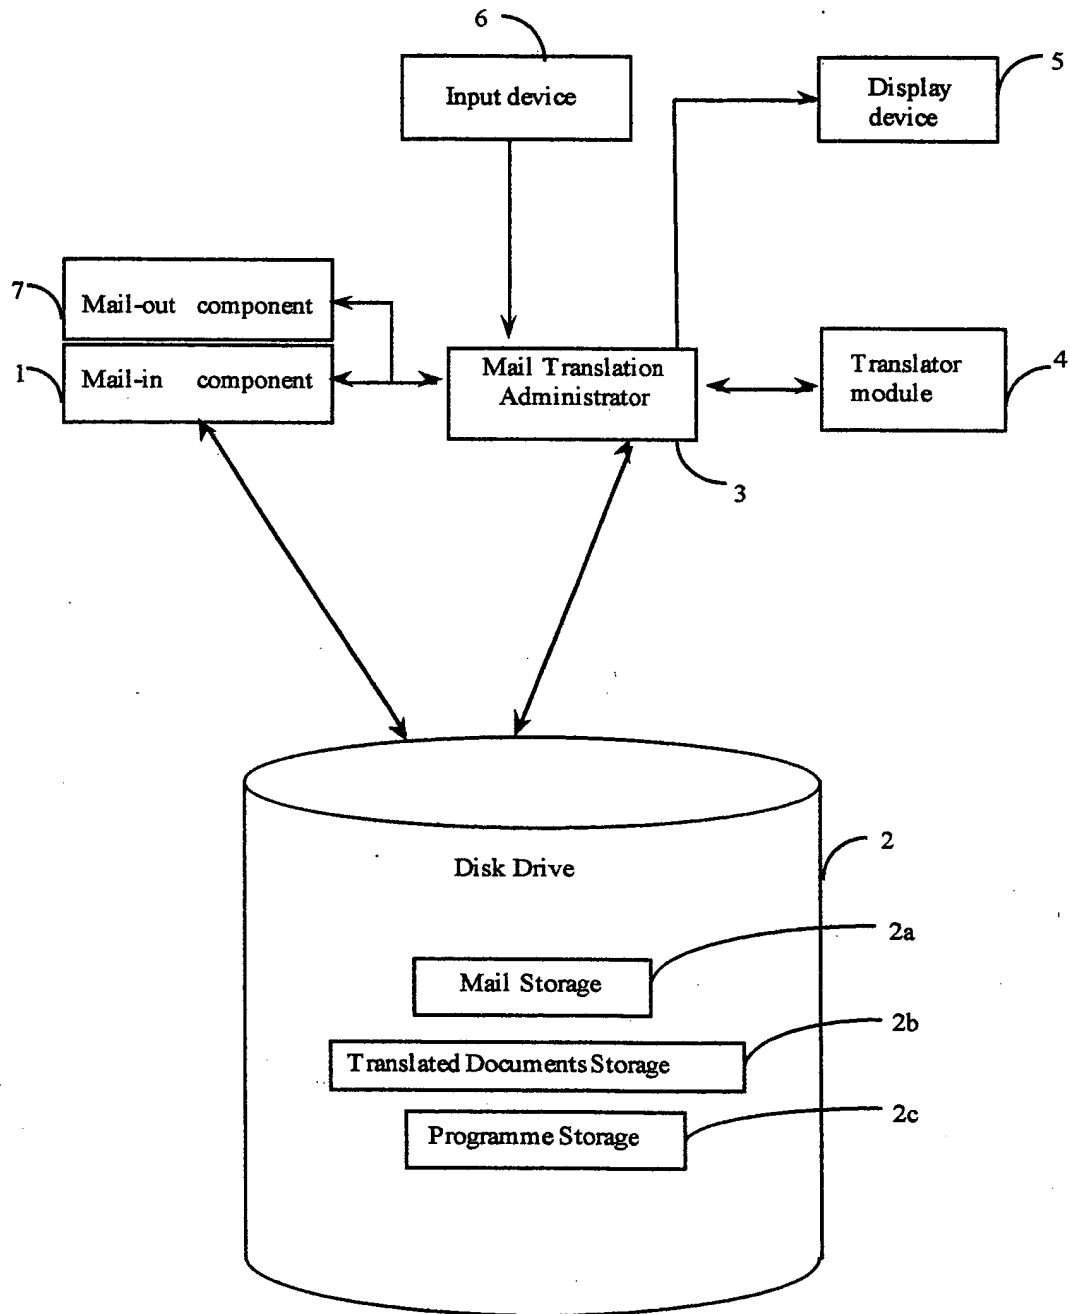 6
Input device
5
Display
device
7
Mail-out component
1
Mail-in component
Mail Translation
Administrator
3
Translator
module
4
Disk Drive
2
Mail Storage
2a
Translated Documents Storage
2b
Programme Storage
2c